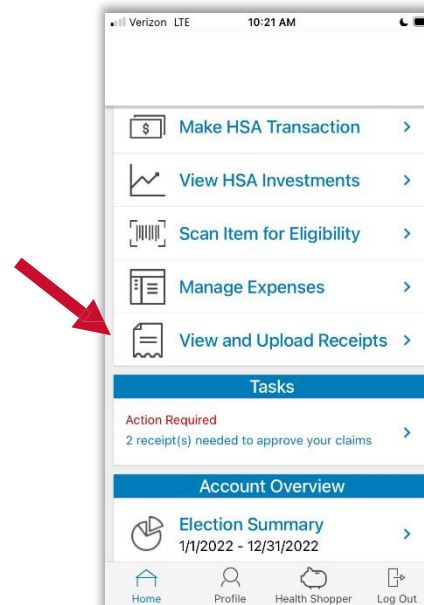 Verizon LTE 10:21 AM
$ Make HSA Transaction
View HSA Investments
Scan Item for Eligibility
Manage Expenses
View and Upload Receipts
Tasks
Action Required
2 receipt(s) needed to approve your claims
Account Overview
Election Summary
1/1/2022 - 12/31/2022
Home Profile Health Shopper Log Out